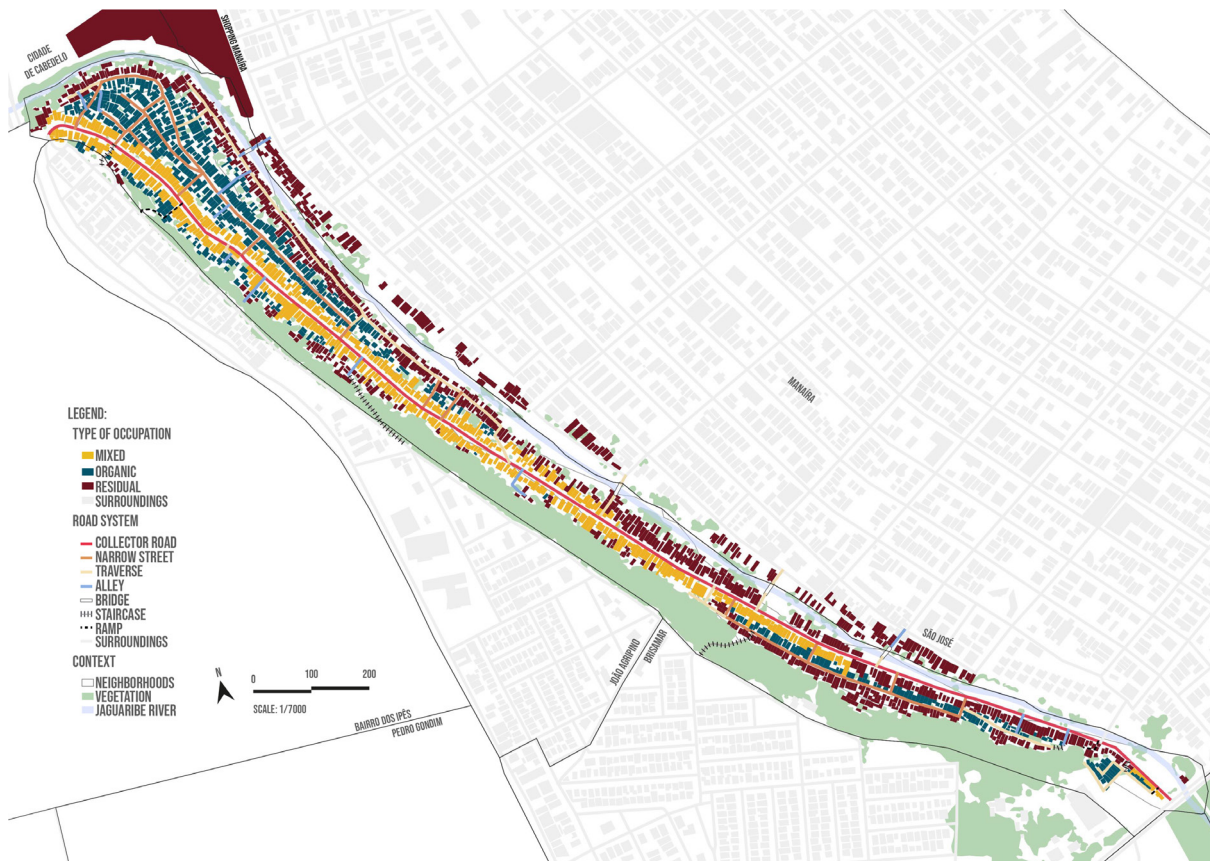 CIDADE
DE CABEDELO
SHOPPING MANAÍRA
MANAÍRA
LEGEND:
TYPE OF OCCUPATION
MIXED
ORGANIC
RESIDUAL
SURROUNDINGS
ROAD SYSTEM
COLLECTOR ROAD
NARROW STREET
TRAVERSE
ALLEY
BRIDGE
STAIRCASE
RAMP
SURROUNDINGS
CONTEXT
NEIGHBORHOODS
VEGETATION
JAGUARIBE RIVER
N
0 100 200
SCALE: 1/7000
SÃO JOSÉ
JOÃO AGRIPINO
BRISAMAR
BAIRRO DOS IPÊS
PEDRO GONDIM